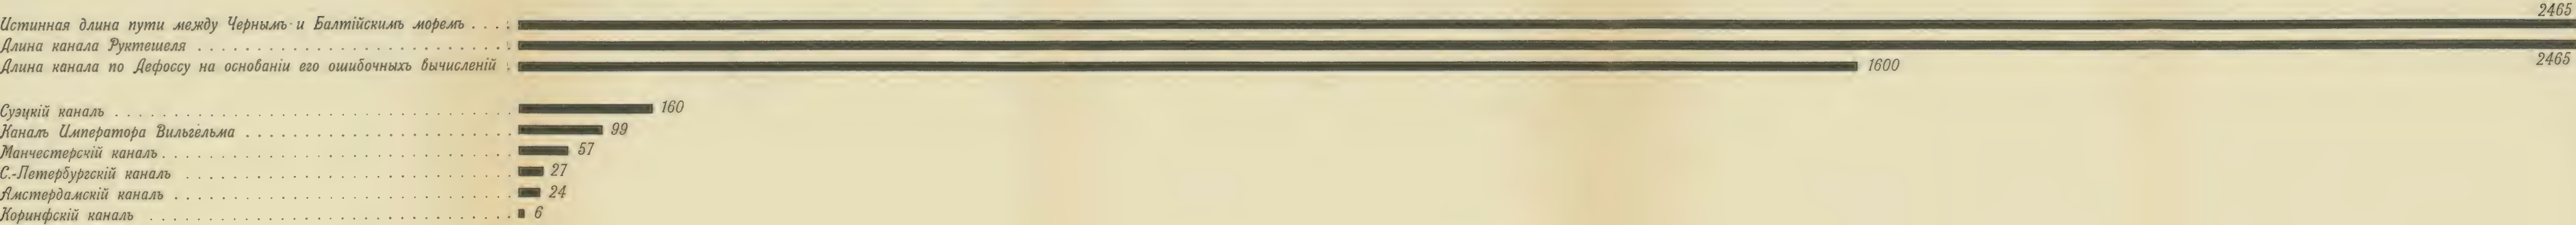 2465
Истинная длина пути между Чернымъ и Балтійскимъ моремъ
Длина канала Руктешеля
Длина канала по Дефоссу на основаніи его ошибочныхъ вычисленій
1600
2465
Суэцкій каналъ
160
Каналъ Императора Вильгельма
99
Манчестерскій каналъ
57
С.-Петербургскій каналъ
27
Амстердамскій каналъ
24
Коринфскій каналъ
6